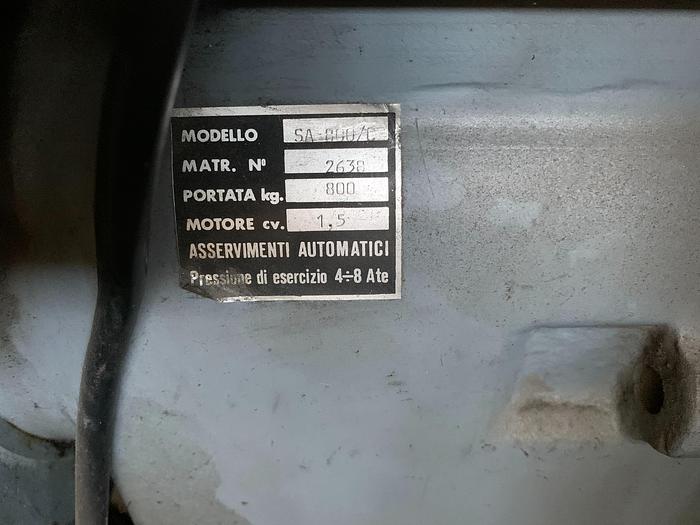 MODELLO SA-800/C
MATR. Nº 2638
PORTATA kg. 800
MOTORE cv. 1,5
ASSERVIMENTI AUTOMATICI
Pressione di esercizio 4÷8 Ate